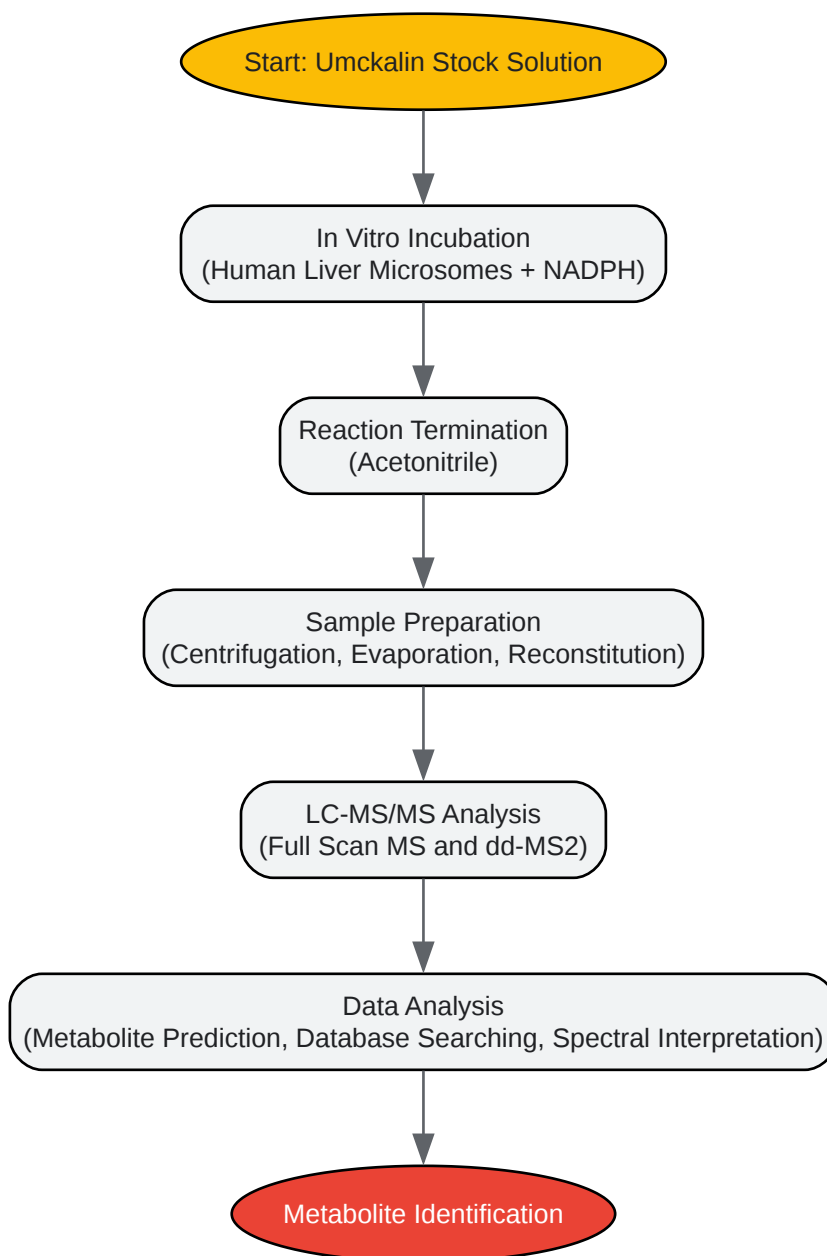 Start: Umckalin Stock Solution
In Vitro Incubation
(Human Liver Microsomes + NADPH)
Reaction Termination
(Acetonitrile)
Sample Preparation
(Centrifugation, Evaporation, Reconstitution)
LC-MS/MS Analysis
(Full Scan MS and dd-MS2)
Data Analysis
(Metabolite Prediction, Database Searching, Spectral Interpretation)
Metabolite Identification